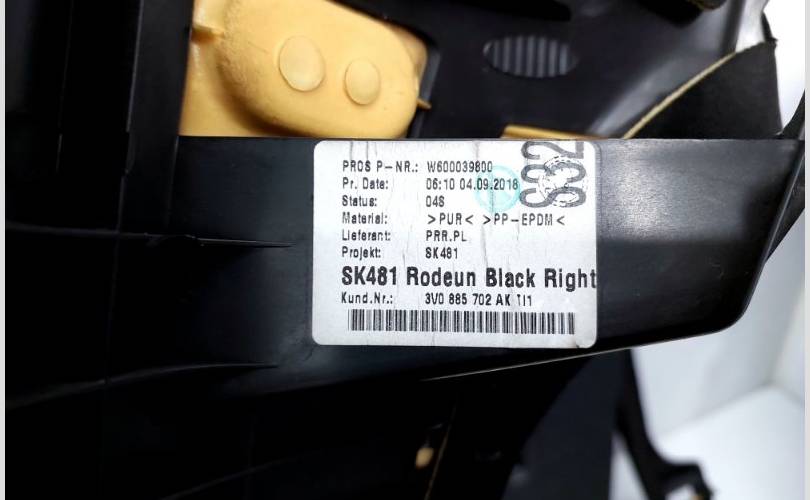 PROS P-NR.: W600039800
Pr. Date: 06:10 04.09.2018
Status: 04S
Material: >PUR< >PP-EPDM<
Lieferant: PRR.PL
Projekt: SK481
SK481 Rodeun Black Right
Kund.Nr.: 3V0 885 702 AK TI1
S32